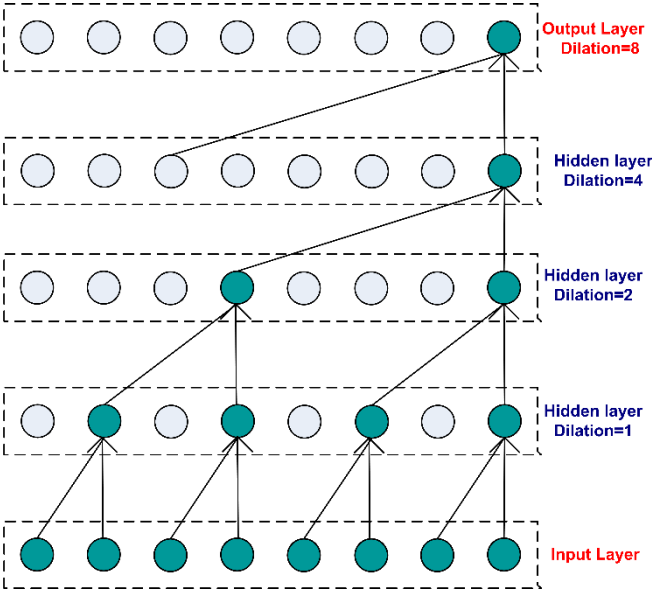 Output Layer
Dilation=8
Hidden layer
Dilation=4
Hidden layer
Dilation=2
Hidden layer
Dilation=1
Input Layer